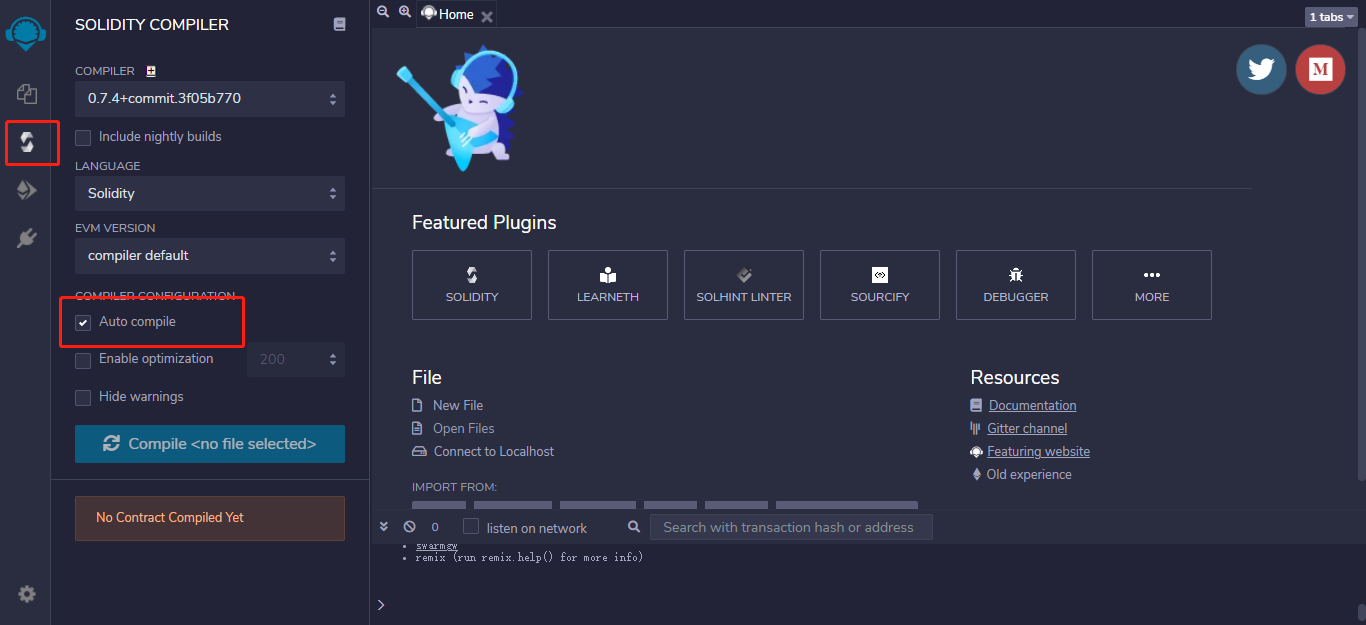 SOLIDITY COMPILER
COMPILER
0.7.4+commit.3f05b770
Include nightly builds
LANGUAGE
Solidity
EVM VERSION
compiler default
COMPILER CONFIGURATION
Auto compile
Enable optimization
200
Hide warnings
Compile <no file selected>
No Contract Compiled Yet
Home
1 tabs
M
Featured Plugins
SOLIDITY
LEARNETH
SOLHINT LINTER
SOURCIFY
DEBUGGER
MORE
File
New File
Open Files
Connect to Localhost
IMPORT FROM:
Resources
Documentation
Gitter channel
Featuring website
Old experience
0
listen on network
Search with transaction hash or address
swarmgw
remix (run remix.help() for more info)
>